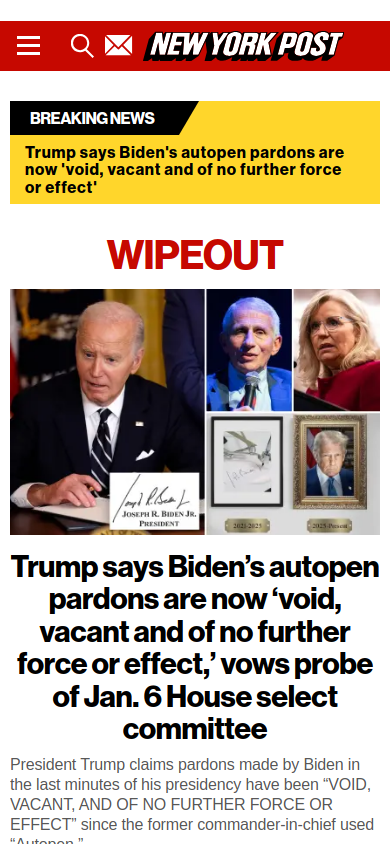 NEW YORK POST
BREAKING NEWS
Trump says Biden's autopen pardons are
now 'void, vacant and of no further force
or effect'
WIPEOUT
Joseph R. Biden Jr.
President
2021-2025
2025-Present
Trump says Biden’s autopen
pardons are now ‘void,
vacant and of no further
force or effect,’ vows probe
of Jan. 6 House select
committee
President Trump claims pardons made by Biden in
the last minutes of his presidency have been “VOID,
VACANT, AND OF NO FURTHER FORCE OR
EFFECT” since the former commander-in-chief used
“Autopen.”